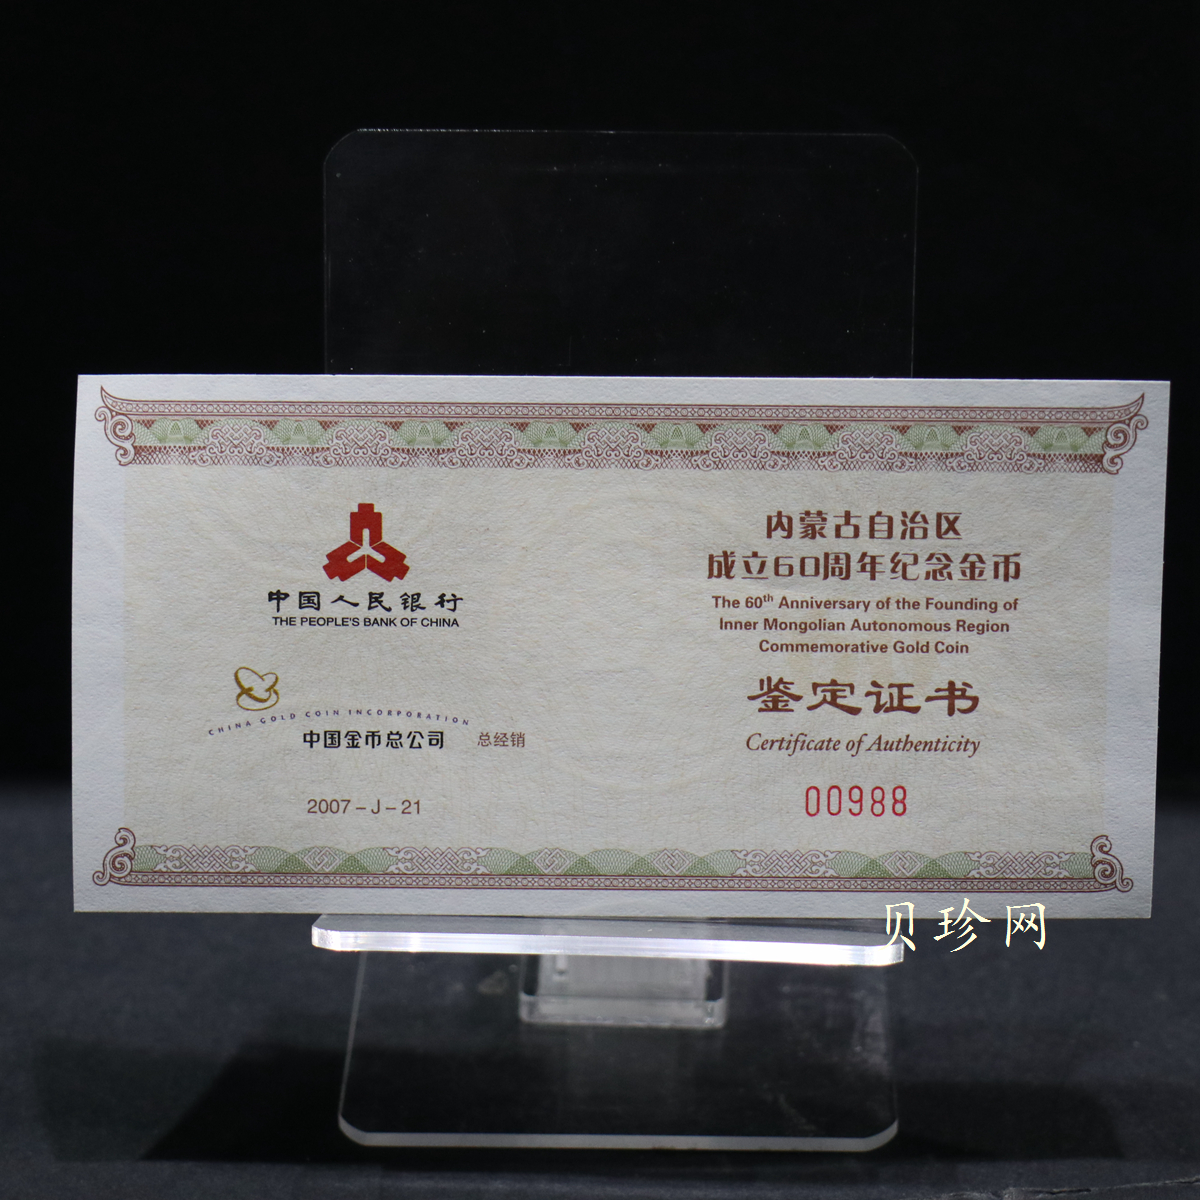 中国人民银行
THE PEOPLE'S BANK OF CHINA
CHINA GOLD COIN INCORPORATION
中国金币总公司 总经销
2007-J-21
内蒙古自治区
成立60周年纪念金币
The 60th Anniversary of the Founding of
Inner Mongolian Autonomous Region
Commemorative Gold Coin
鉴定证书
Certificate of Authenticity
00988
贝珍网